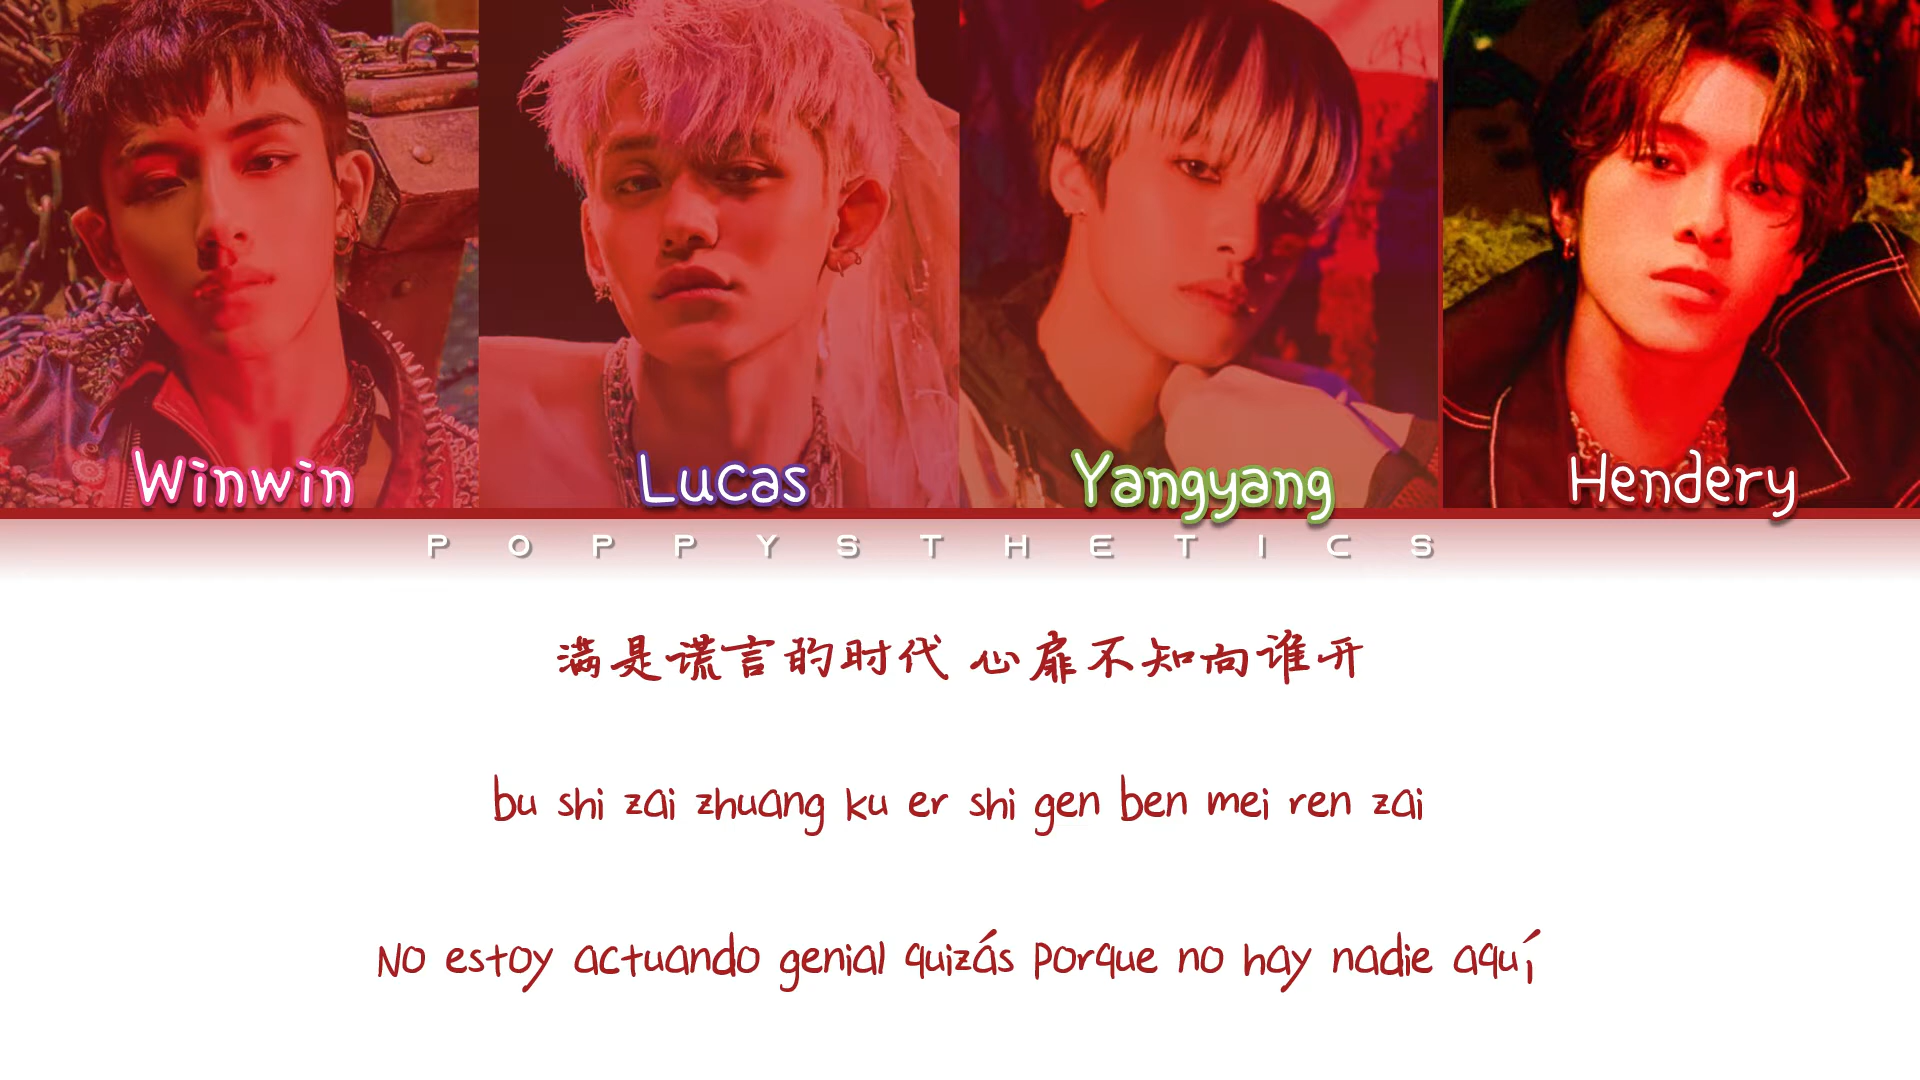 Winwin Lucas Yangyang Hendery
POPPYSTHETICS
满是谎言的时代 心扉不知向谁开
bu shi zai zhuang ku er shi gen ben mei ren zai
No estoy actuando genial quizás porque no hay nadie aquí